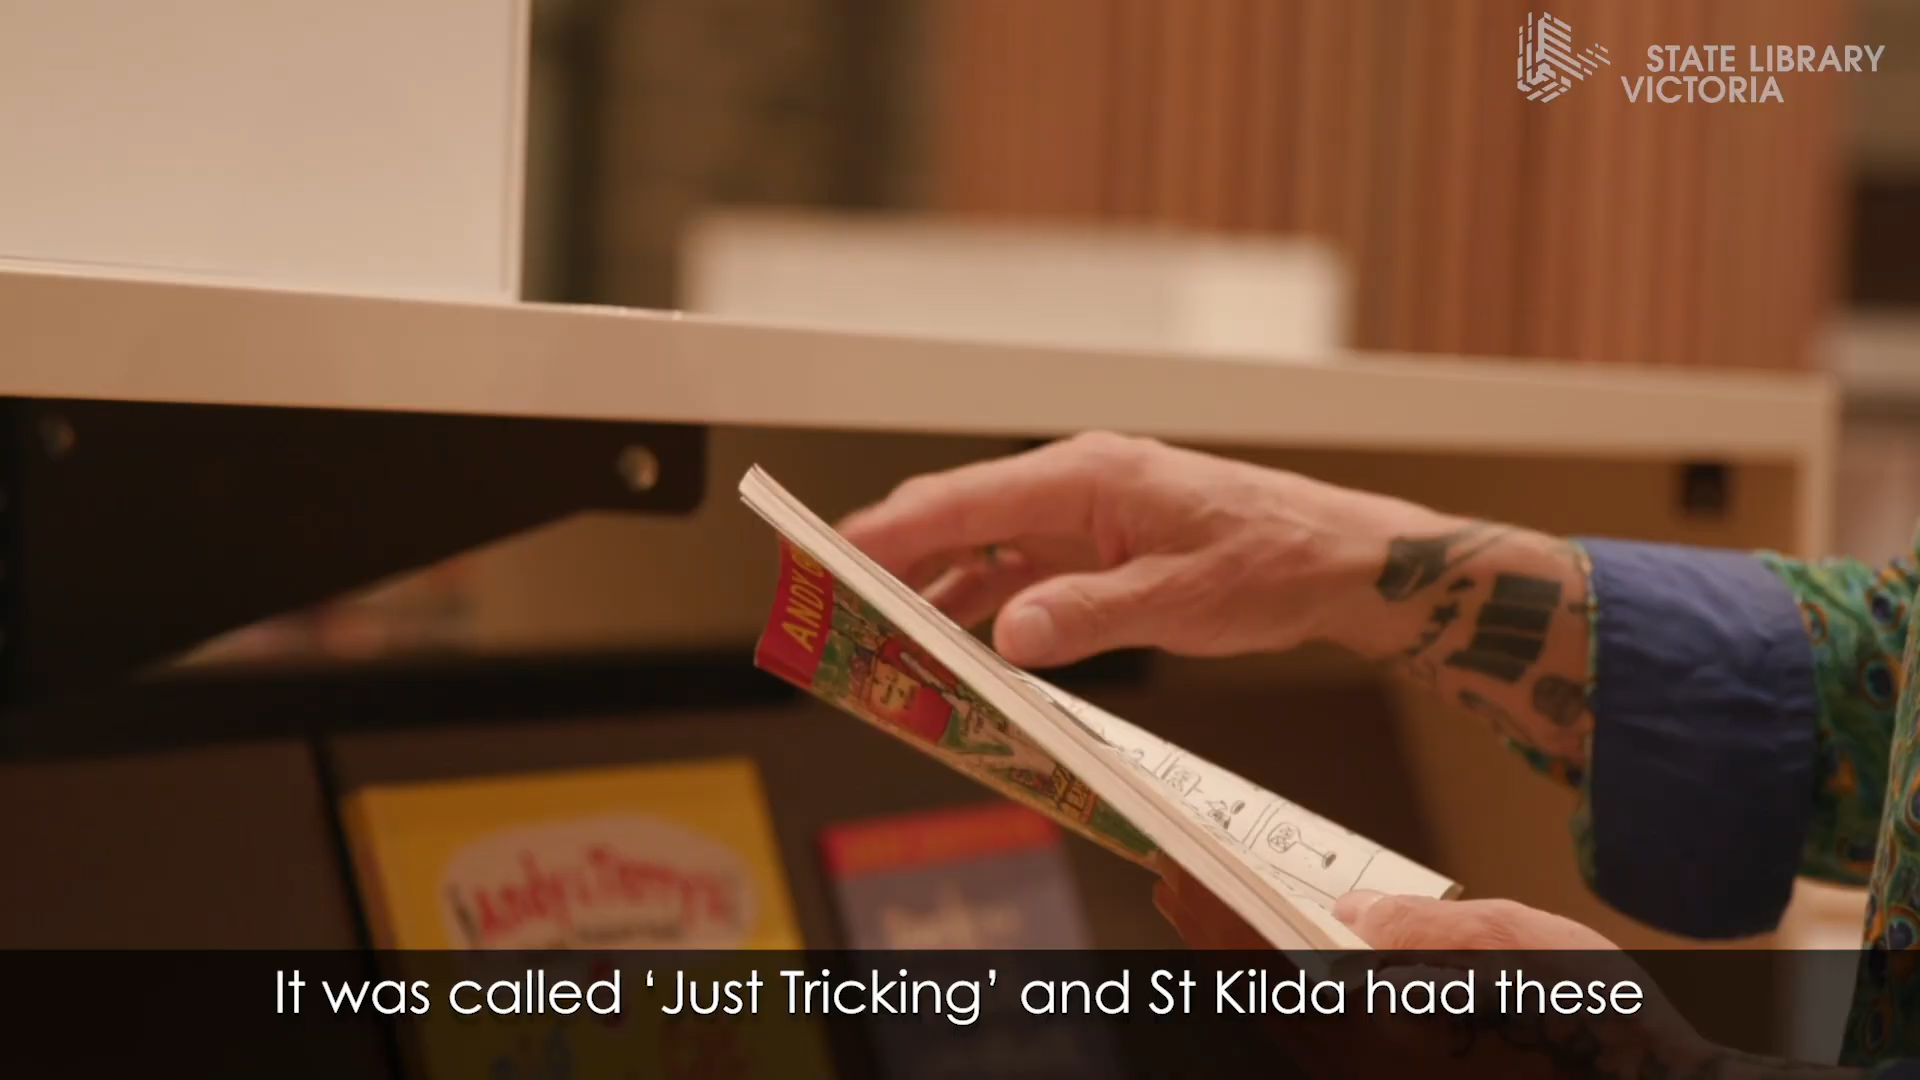 STATE LIBRARY
VICTORIA
ANDY G
It was called ‘Just Tricking’ and St Kilda had these